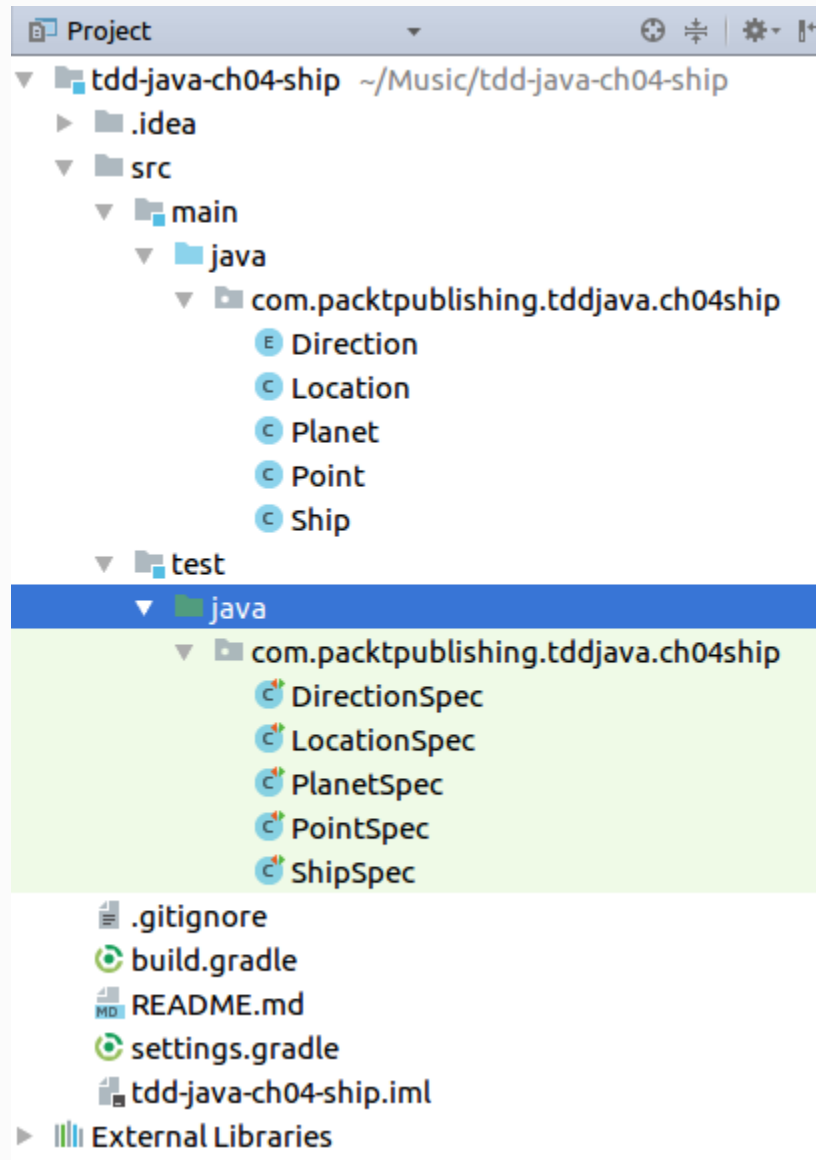 Project
tdd-java-ch04-ship ~/Music/tdd-java-ch04-ship
.idea
src
main
java
com.packtpublishing.tddjava.ch04ship
E Direction
C Location
C Planet
C Point
C Ship
test
java
com.packtpublishing.tddjava.ch04ship
C DirectionSpec
C LocationSpec
C PlanetSpec
C PointSpec
C ShipSpec
.gitignore
build.gradle
MD README.md
settings.gradle
tdd-java-ch04-ship.iml
External Libraries